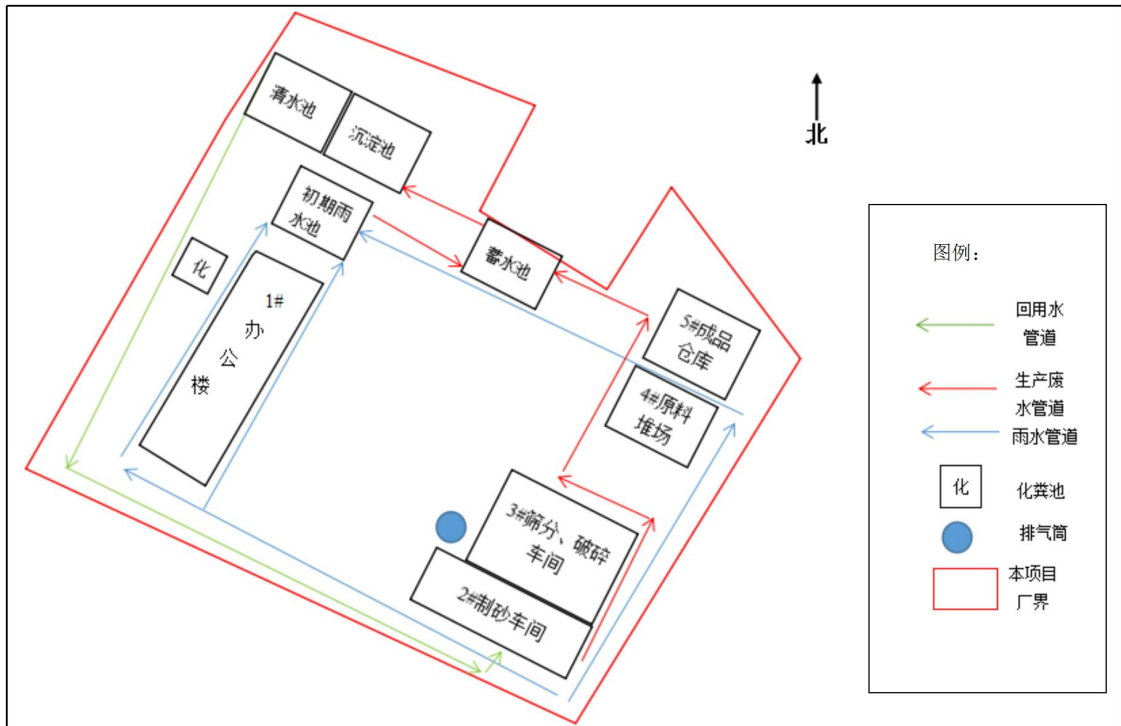 清水池
沉淀池
北
初期雨
水池
蓄水池
化
1#
办
公
楼
5#成品
仓库
4#原料
堆场
3#筛分、破碎
车间
2#制砂车间
图例：
回用水
管道
生产废
水管道
雨水管道
化
化粪池
排气筒
本项目
厂界